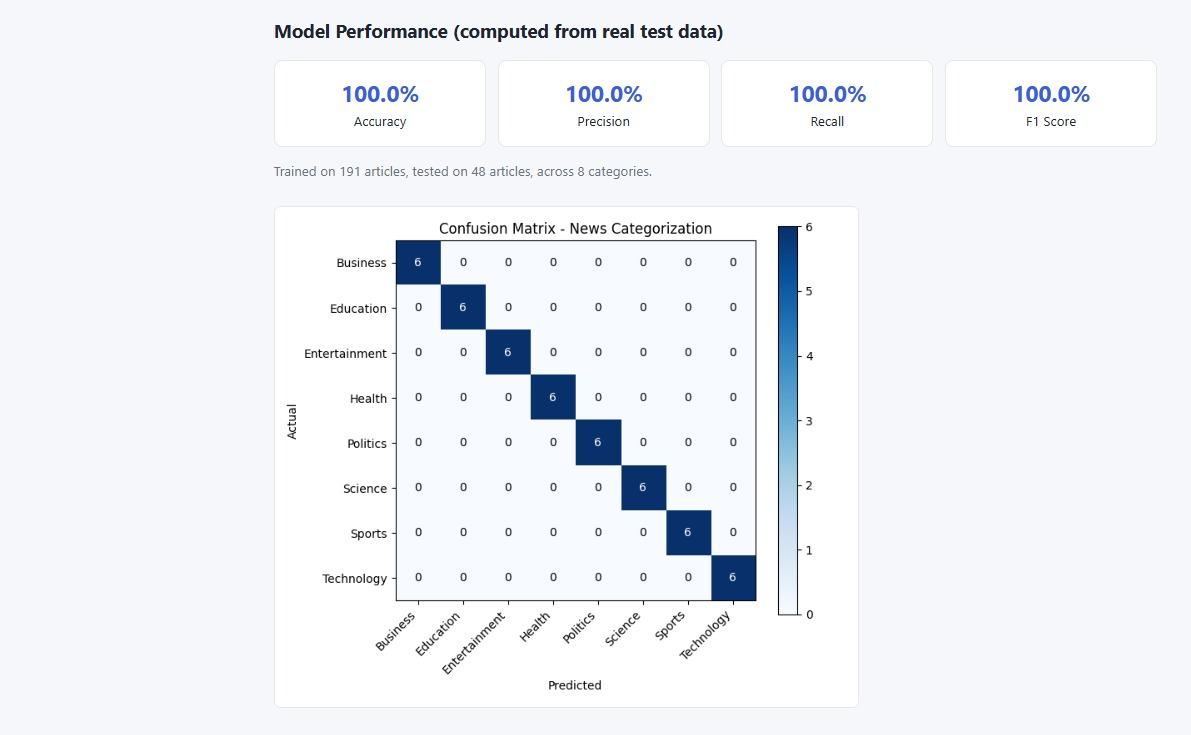 Model Performance (computed from real test data)
100.0% 100.0% 100.0% 100.0%
Accuracy Precision Recall F1 Score
Trained on 191 articles, tested on 48 articles, across 8 categories.
Confusion Matrix - News Categorization
Business 6 0 0 0 0 0 0 0
Education 0 6 0 0 0 0 0 0
Entertainment 0 0 6 0 0 0 0 0
Health 0 0 0 6 0 0 0 0
Politics 0 0 0 0 6 0 0 0
Science 0 0 0 0 0 6 0 0
Sports 0 0 0 0 0 0 6 0
Technology 0 0 0 0 0 0 0 6
Actual
Business Education Entertainment Health Politics Science Sports Technology
Predicted
6
5
4
3
2
1
0